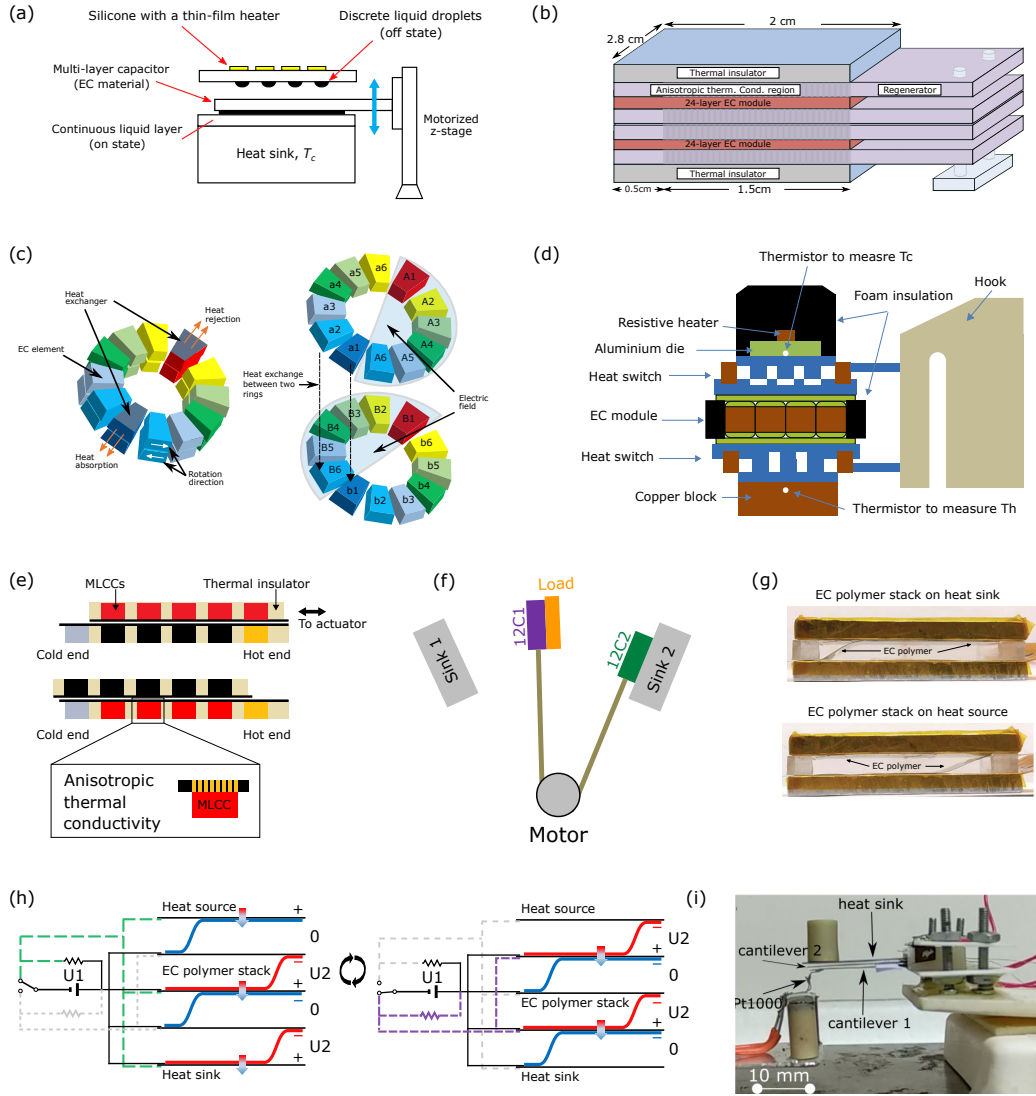 (a)
Silicone with a thin-film heater
Discrete liquid droplets
(off state)
Multi-layer capacitor
(EC material)
Continuous liquid layer
(on state)
Motorized
z-stage
Heat sink, Tc
(b)
2 cm
2.8 cm
Thermal insulator
Anisotropic therm. Cond. region
Regenerator
24-layer EC module
24-layer EC module
Thermal insulator
0.5cm
1.5cm
(c)
Heat
exchanger
Heat
rejection
EC element
Heat
absorption
Rotation
direction
a6
a5
a4
a3
a2
a1
A1
A2
A3
A4
A5
A6
Heat exchange
between two
rings
Electric
field
B1
B2
B3
B4
B5
B6
b1
b2
b3
b4
b5
b6
(d)
Thermistor to measre Tc
Foam insulation
Hook
Resistive heater
Aluminium die
Heat switch
EC module
Heat switch
Copper block
Thermistor to measure Th
(e)
MLCCs
Thermal insulator
To actuator
Cold end
Hot end
Cold end
Hot end
Anisotropic
thermal
conductivity
MLCC
(f)
Load
12C1
Sink 1
12C2
Sink 2
Motor
(g)
EC polymer stack on heat sink
EC polymer
EC polymer stack on heat source
EC polymer
(h)
Heat source
+
0
−
U1
EC polymer stack
U2
+
−
0
−
U2
+
Heat sink
Heat source
−
U2
+
U1
−
0
EC polymer stack
−
U2
+
−
0
Heat sink
+
(i)
heat sink
cantilever 2
Pt1000
cantilever 1
10 mm